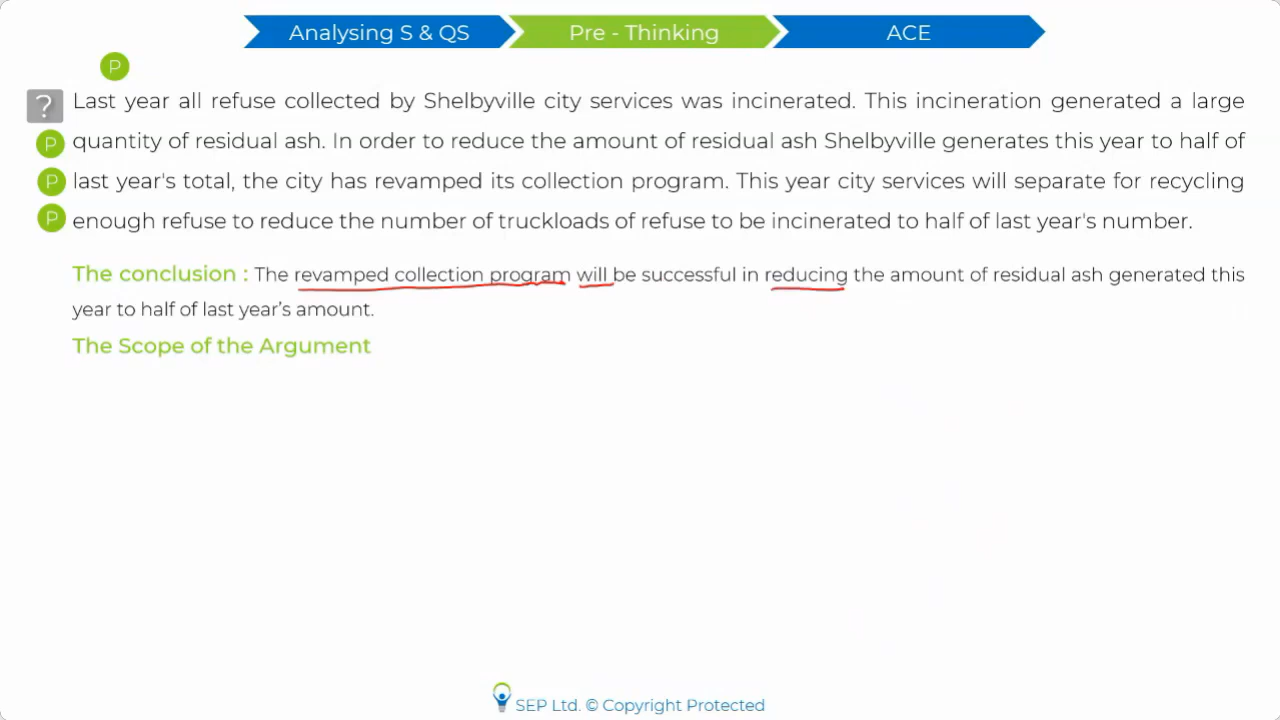 Analysing S & QS
Pre - Thinking
ACE
P
? Last year all refuse collected by Shelbyville city services was incinerated. This incineration generated a large
P quantity of residual ash. In order to reduce the amount of residual ash Shelbyville generates this year to half of
P last year's total, the city has revamped its collection program. This year city services will separate for recycling
P enough refuse to reduce the number of truckloads of refuse to be incinerated to half of last year's number.
The conclusion : The revamped collection program will be successful in reducing the amount of residual ash generated this
year to half of last year's amount.
The Scope of the Argument
SEP Ltd. © Copyright Protected